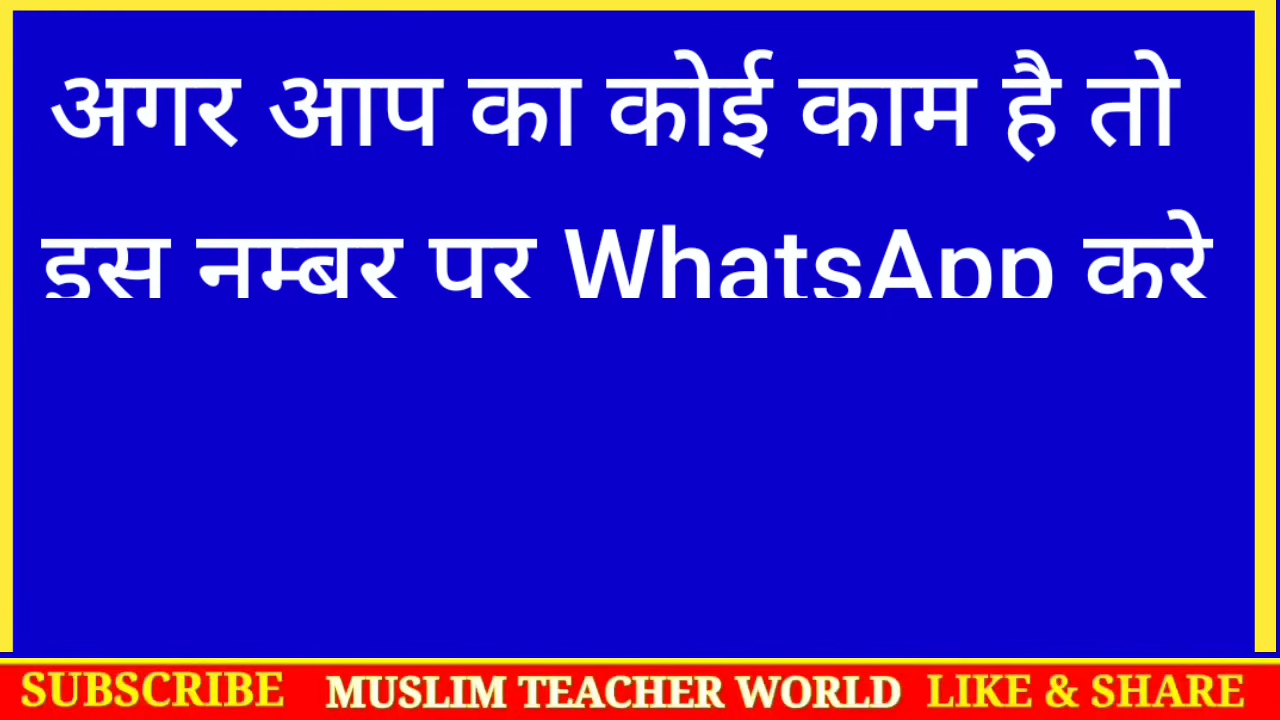 अगर आप का कोई काम है तो
इस नम्बर पर WhatsApp करे
SUBSCRIBE MUSLIM TEACHER WORLD LIKE & SHARE